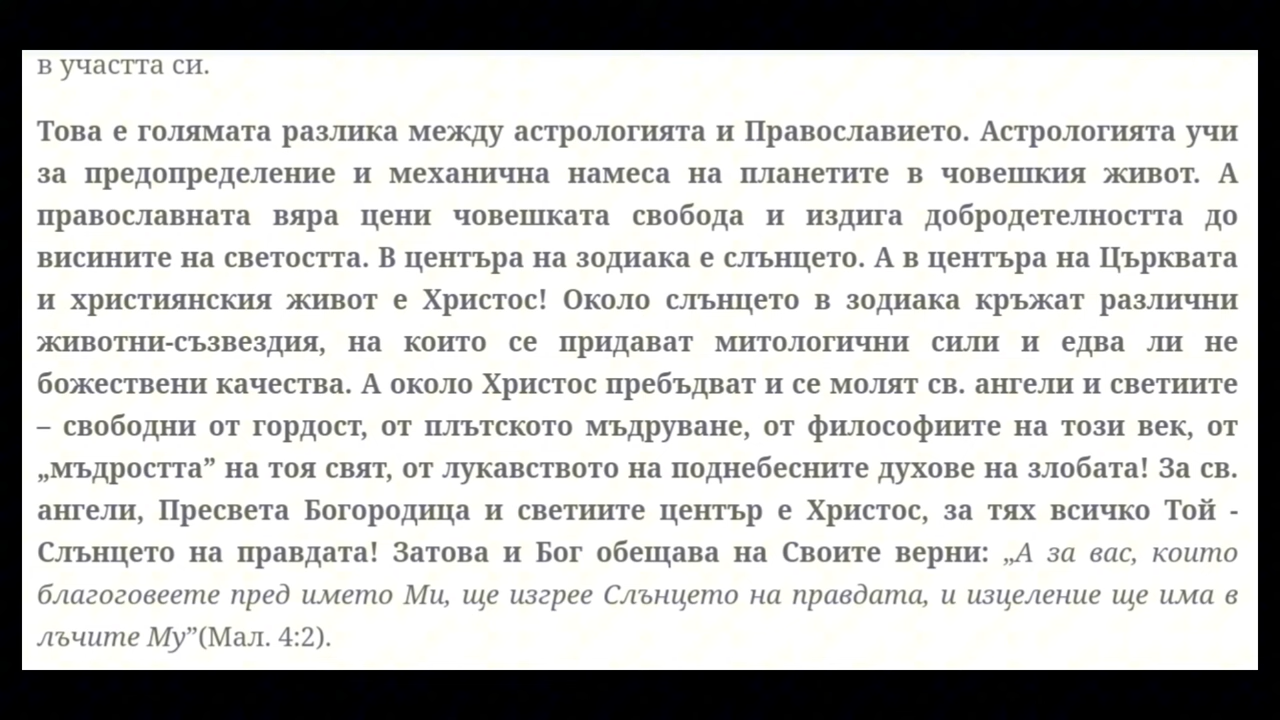 в участта си.
Това е голямата разлика между астрологията и Православието. Астрологията учи
за предопределение и механична намеса на планетите в човешкия живот. А
православната вяра цени човешката свобода и издига добродетелността до
висините на светостта. В центъра на зодиака е слънцето. А в центъра на Църквата
и християнския живот е Христос! Около слънцето в зодиака кръжат различни
животни-съзвездия, на които се придават митологични сили и едва ли не
божествени качества. А около Христос пребъдват и се молят св. ангели и светиите
– свободни от гордост, от плътското мъдруване, от философиите на този век, от
„мъдростта” на тоя свят, от лукавството на поднебесните духове на злобата! За св.
ангели, Пресвета Богородица и светиите център е Христос, за тях всичко Той -
Слънцето на правдата! Затова и Бог обещава на Своите верни: „А за вас, които
благоговеете пред името Ми, ще изгрее Слънцето на правдата, и изцеление ще има в
лъчите Му”(Мал. 4:2).